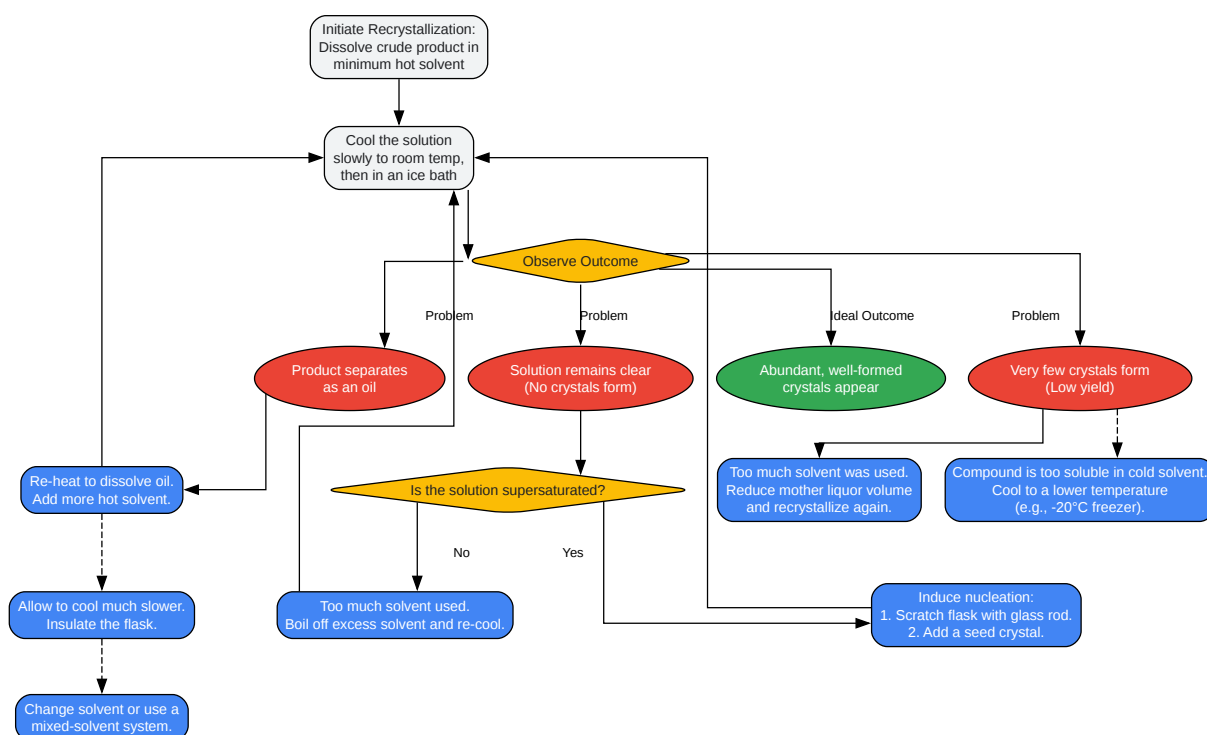 Initiate Recrystallization:
Dissolve crude product in
minimum hot solvent
Cool the solution
slowly to room temp,
then in an ice bath
Observe Outcome
Problem
Problem
Ideal Outcome
Problem
Product separates
as an oil
Solution remains clear
(No crystals form)
Abundant, well-formed
crystals appear
Very few crystals form
(Low yield)
Re-heat to dissolve oil.
Add more hot solvent.
Is the solution supersaturated?
Too much solvent was used.
Reduce mother liquor volume
and recrystallize again.
Compound is too soluble in cold solvent.
Cool to a lower temperature
(e.g., -20°C freezer).
No
Yes
Allow to cool much slower.
Insulate the flask.
Too much solvent used.
Boil off excess solvent and re-cool.
Induce nucleation:
1. Scratch flask with glass rod.
2. Add a seed crystal.
Change solvent or use a
mixed-solvent system.